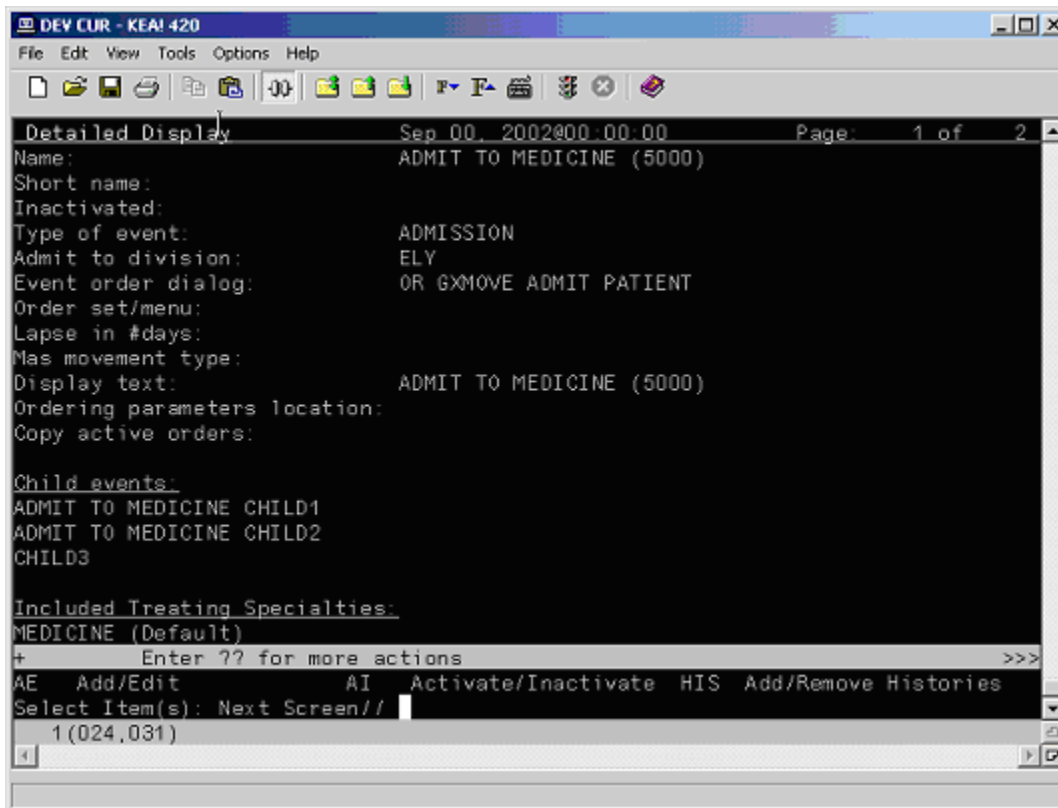 DEV CUR - KEA! 420
File Edit View Tools Options Help
Detailed Display Sep 00, 2002@00:00:00 Page: 1 of 2
Name: ADMIT TO MEDICINE (5000)
Short name:
Inactivated:
Type of event: ADMISSION
Admit to division: ELY
Event order dialog: OR GXMOVE ADMIT PATIENT
Order set/menu:
Lapse in #days:
Mas movement type:
Display text: ADMIT TO MEDICINE (5000)
Ordering parameters location:
Copy active orders:
Child events:
ADMIT TO MEDICINE CHILD1
ADMIT TO MEDICINE CHILD2
CHILD3
Included Treating Specialties:
MEDICINE (Default)
+ Enter ?? for more actions >>>
AE Add/Edit AI Activate/Inactivate HIS Add/Remove Histories
Select Item(s): Next Screen//
1(024,031)